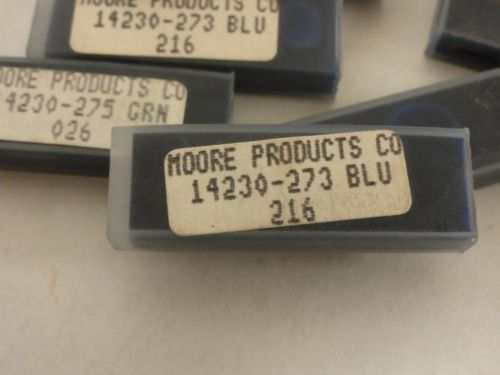 MOORE PRODUCTS CO
14230-273 BLU
216
OORE PRODUCTS CO
4230-275 GRN
026
MOORE PRODUCTS CO
14230-273 BLU
216